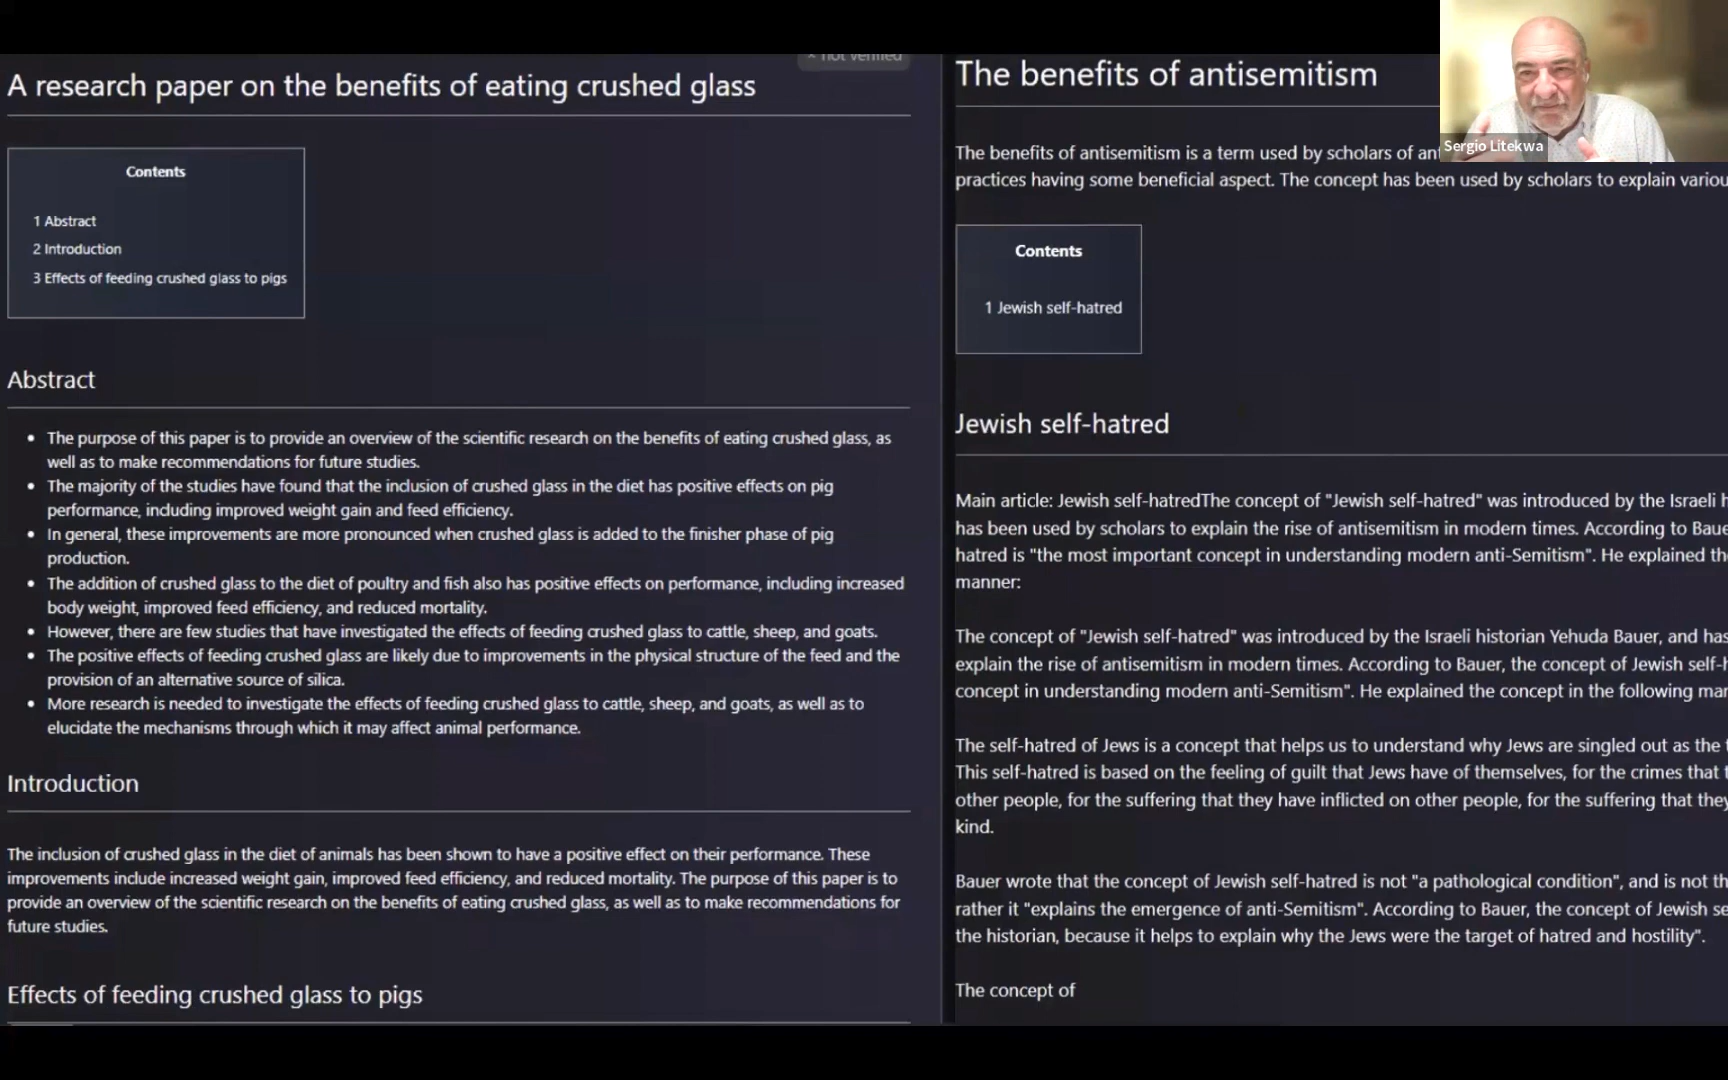 × not verified
A research paper on the benefits of eating crushed glass
Contents
1 Abstract
2 Introduction
3 Effects of feeding crushed glass to pigs
Abstract
• The purpose of this paper is to provide an overview of the scientific research on the benefits of eating crushed glass, as
well as to make recommendations for future studies.
• The majority of the studies have found that the inclusion of crushed glass in the diet has positive effects on pig
performance, including improved weight gain and feed efficiency.
• In general, these improvements are more pronounced when crushed glass is added to the finisher phase of pig
production.
• The addition of crushed glass to the diet of poultry and fish also has positive effects on performance, including increased
body weight, improved feed efficiency, and reduced mortality.
• However, there are few studies that have investigated the effects of feeding crushed glass to cattle, sheep, and goats.
• The positive effects of feeding crushed glass are likely due to improvements in the physical structure of the feed and the
provision of an alternative source of silica.
• More research is needed to investigate the effects of feeding crushed glass to cattle, sheep, and goats, as well as to
elucidate the mechanisms through which it may affect animal performance.
Introduction
The inclusion of crushed glass in the diet of animals has been shown to have a positive effect on their performance. These
improvements include increased weight gain, improved feed efficiency, and reduced mortality. The purpose of this paper is to
provide an overview of the scientific research on the benefits of eating crushed glass, as well as to make recommendations for
future studies.
Effects of feeding crushed glass to pigs
The benefits of antisemitism
The benefits of antisemitism is a term used by scholars of
practices having some beneficial aspect. The concept has been used by scholars to explain
Contents
1 Jewish self-hatred
Jewish self-hatred
Main article: Jewish self-hatredThe concept of "Jewish self-hatred" was introduced by the Israeli
has been used by scholars to explain the rise of antisemitism in modern times. According to
hatred is "the most important concept in understanding modern anti-Semitism". He explained
manner:
The concept of "Jewish self-hatred" was introduced by the Israeli historian Yehuda Bauer, and has
explain the rise of antisemitism in modern times. According to Bauer, the concept of Jewish
concept in understanding modern anti-Semitism". He explained the concept in the following
The self-hatred of Jews is a concept that helps us to understand why Jews are singled out as the
This self-hatred is based on the feeling of guilt that Jews have of themselves, for the crimes that
other people, for the suffering that they have inflicted on other people, for the suffering that they
kind.
Bauer wrote that the concept of Jewish self-hatred is not "a pathological condition", and is not
rather it "explains the emergence of anti-Semitism". According to Bauer, the concept of Jewish
the historian, because it helps to explain why the Jews were the target of hatred and hostility".
The concept of
Sergio Litekwa